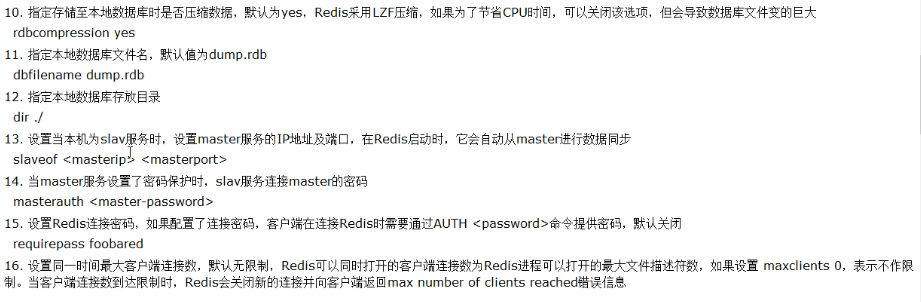 10. 指定存储至本地数据库时是否压缩数据，默认为yes，Redis采用LZF压缩，如果为了节省CPU时间，可以关闭该选项，但会导致数据库文件变的巨大
rdbcompression yes
11. 指定本地数据库文件名，默认值为dump.rdb
dbfilename dump.rdb
12. 指定本地数据库存放目录
dir ./
13. 设置当本机为slav服务时，设置master服务的IP地址及端口，在Redis启动时，它会自动从master进行数据同步
slaveof <masterip> <masterport>
14. 当master服务设置了密码保护时，slav服务连接master的密码
masterauth <master-password>
15. 设置Redis连接密码，如果配置了连接密码，客户端在连接Redis时需要通过AUTH <password>命令提供密码，默认关闭
requirepass foobared
16. 设置同一时间最大客户端连接数，默认无限制，Redis可以同时打开的客户端连接数为Redis进程可以打开的最大文件描述符数，如果设置 maxclients 0，表示不作限
制。当客户端连接数到达限制时，Redis会关闭新的连接并向客户端返回max number of clients reached错误信息